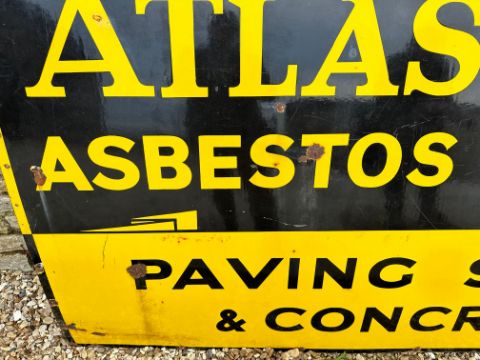 ATLAS
ASBESTOS
PAVING S
& CONCR